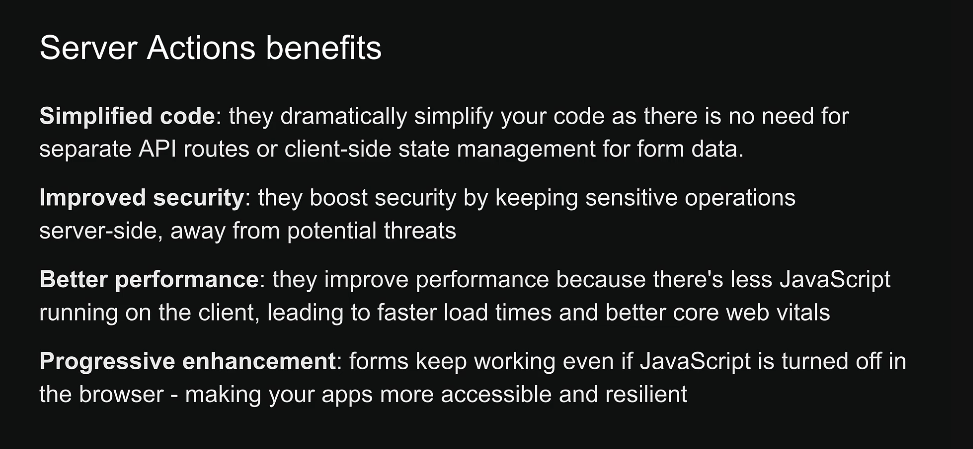 Server Actions benefits
Simplified code: they dramatically simplify your code as there is no need for
separate API routes or client-side state management for form data.
Improved security: they boost security by keeping sensitive operations
server-side, away from potential threats
Better performance: they improve performance because there's less JavaScript
running on the client, leading to faster load times and better core web vitals
Progressive enhancement: forms keep working even if JavaScript is turned off in
the browser - making your apps more accessible and resilient